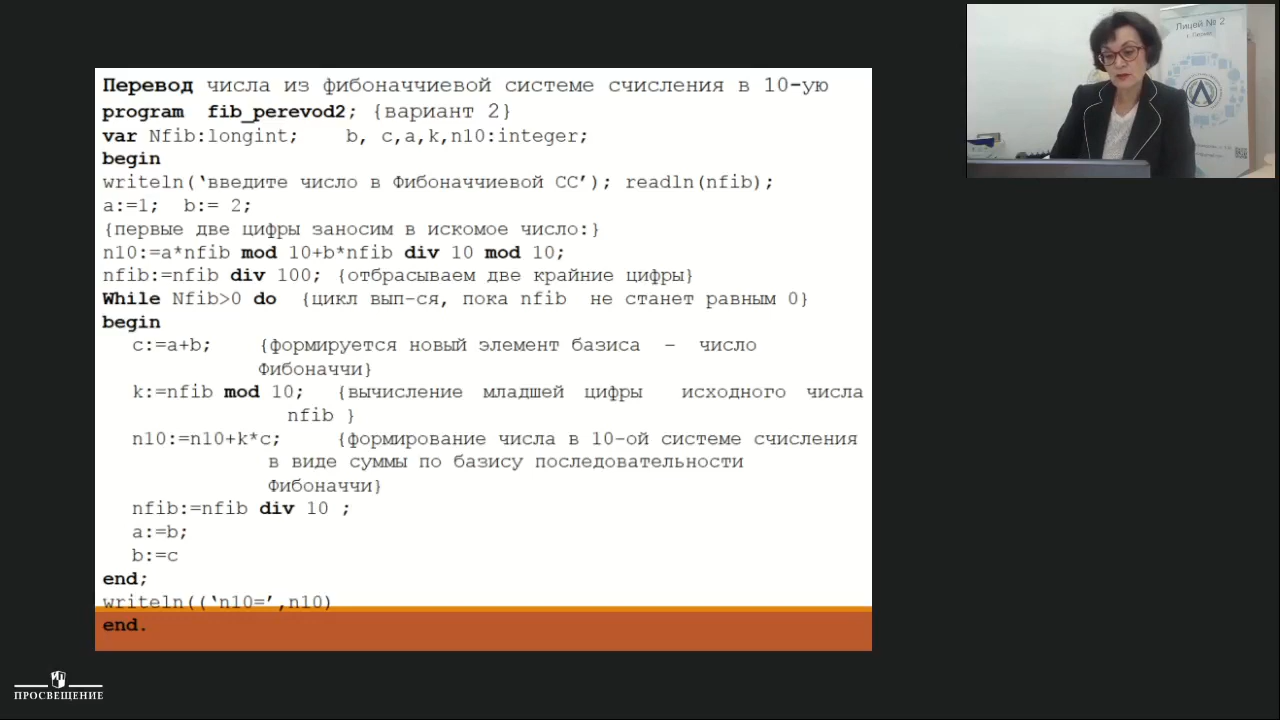 Перевод числа из фибоначчиевой системе счисления в 10-ую
program fib_perevod2; {вариант 2}
var Nfib:longint; b, c,a,k,n10:integer;
begin
writeln(‘введите число в Фибоначчиевой СС’); readln(nfib);
a:=1; b:= 2;
{первые две цифры заносим в искомое число:}
n10:=a*nfib mod 10+b*nfib div 10 mod 10;
nfib:=nfib div 100; {отбрасываем две крайние цифры}
While Nfib>0 do {цикл вып-ся, пока nfib не станет равным 0}
begin
c:=a+b; {формируется новый элемент базиса – число
Фибоначчи}
k:=nfib mod 10; {вычисление младшей цифры исходного числа
nfib }
n10:=n10+k*c; {формирование числа в 10-ой системе счисления
в виде суммы по базису последовательности
Фибоначчи}
nfib:=nfib div 10 ;
a:=b;
b:=c
end;
writeln((‘n10=’,n10)
end.
Лицей № 2
ПРОСВЕЩЕНИЕ